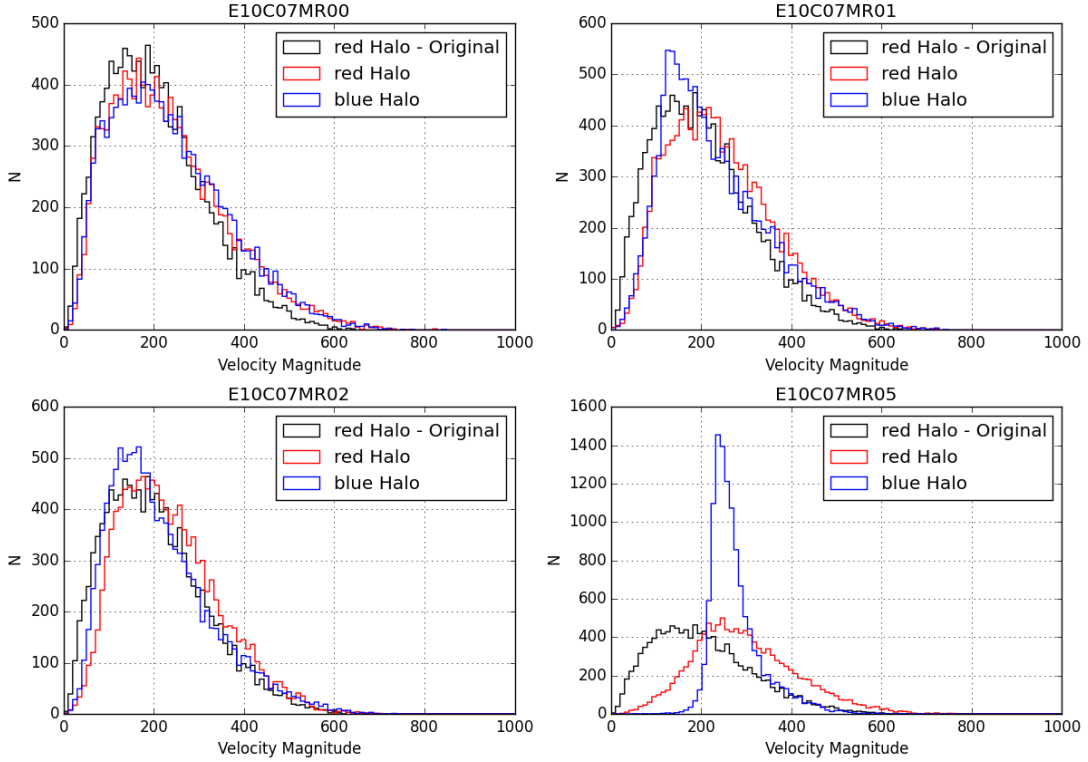 E10C07MR00
500
400
300
200
100
0
N
red Halo - Original
red Halo
blue Halo
0 200 400 600 800 1000
Velocity Magnitude
E10C07MR01
600
500
400
300
200
100
0
N
red Halo - Original
red Halo
blue Halo
0 200 400 600 800 1000
Velocity Magnitude
E10C07MR02
600
500
400
300
200
100
0
N
red Halo - Original
red Halo
blue Halo
0 200 400 600 800 1000
Velocity Magnitude
E10C07MR05
1600
1400
1200
1000
800
600
400
200
0
N
red Halo - Original
red Halo
blue Halo
0 200 400 600 800 1000
Velocity Magnitude